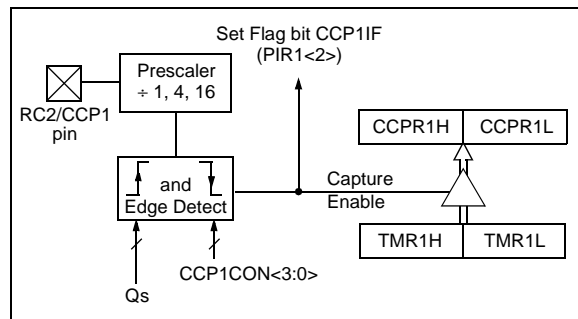 Set Flag bit CCP1IF
(PIR1<2>)
Prescaler
÷ 1, 4, 16
RC2/CCP1
pin
CCPR1H
CCPR1L
and
Edge Detect
Capture
Enable
TMR1H
TMR1L
CCP1CON<3:0>
Qs